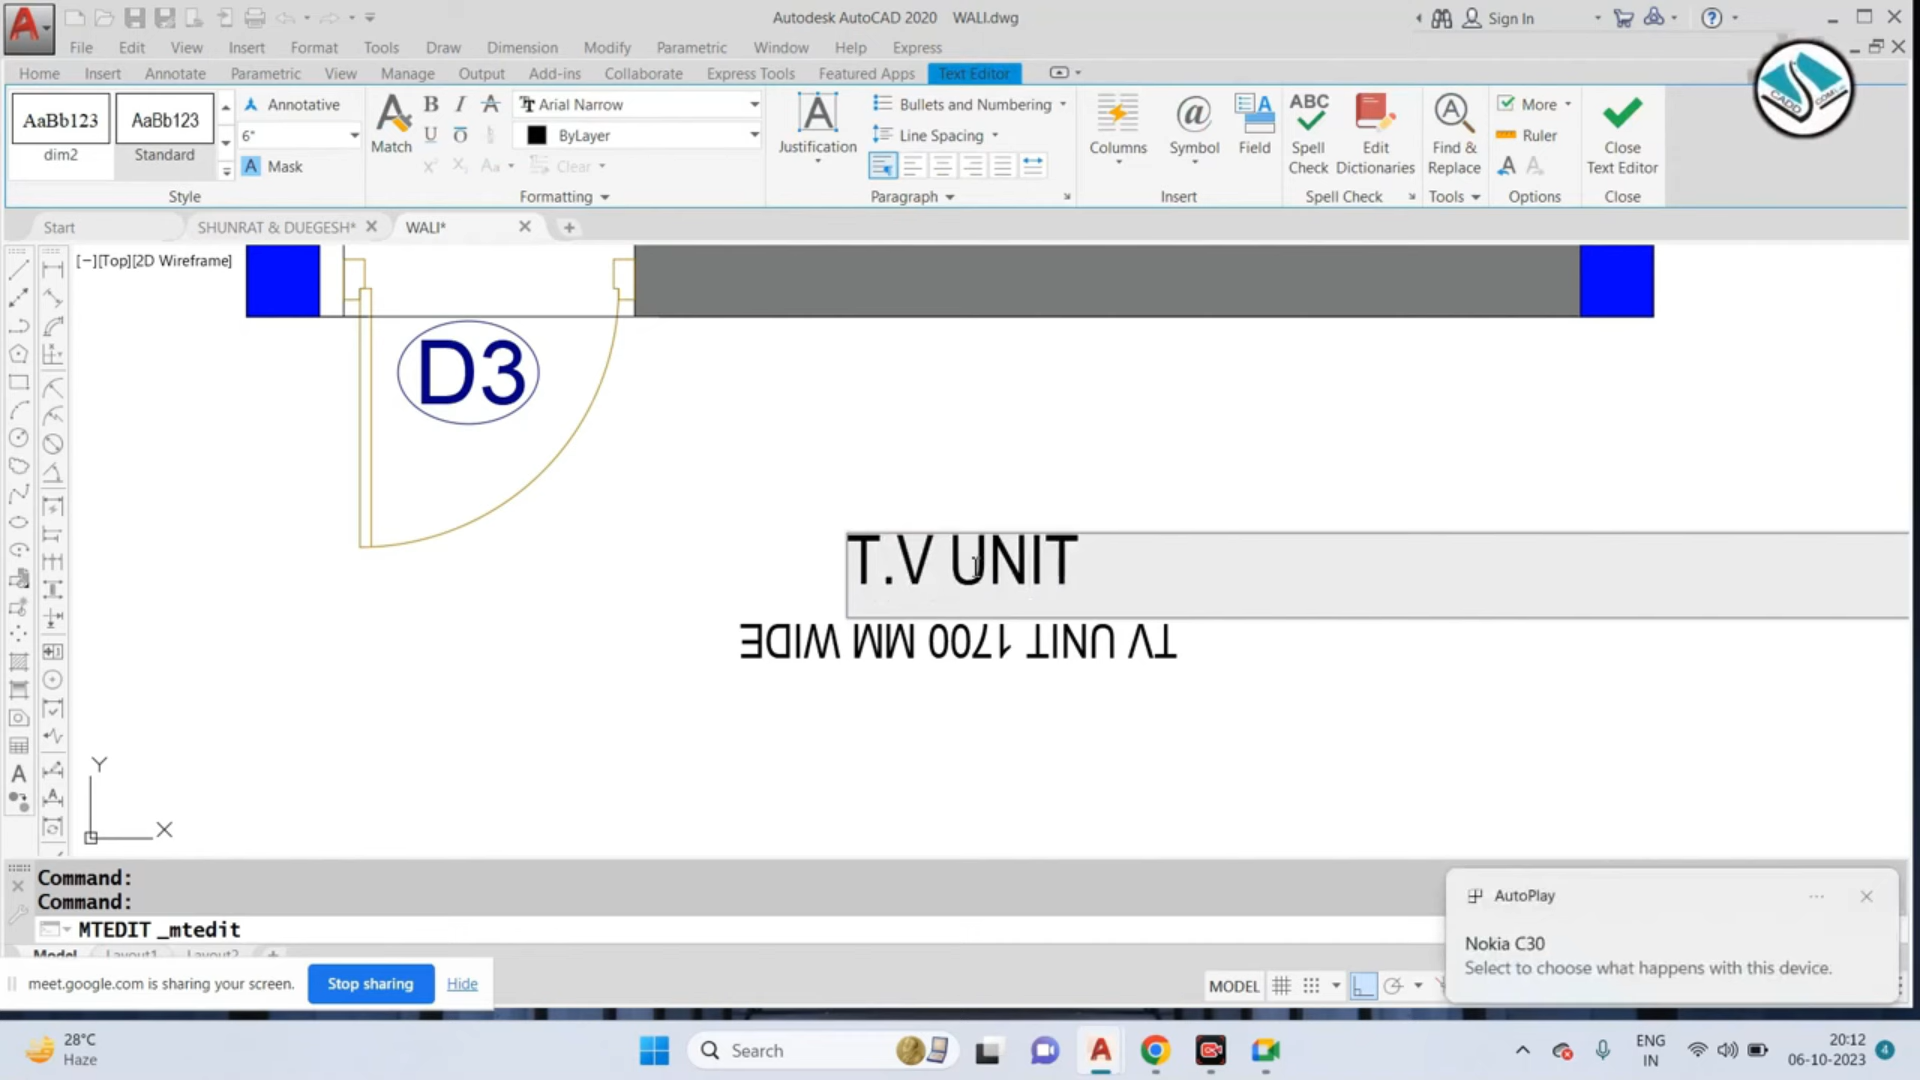 Autodesk AutoCAD 2020 WALI.dwg
Sign In
File Edit View Insert Format Tools Draw Dimension Modify Parametric Window Help Express
Home Insert Annotate Parametric View Manage Output Add-ins Collaborate Express Tools Featured Apps Text Editor
AaBb123
dim2
AaBb123
Standard
Annotative
6"
Mask
Style
Match
Arial Narrow
ByLayer
Clear
Formatting
Justification
Bullets and Numbering
Line Spacing
Paragraph
Columns
Symbol
Field
Insert
ABC
Spell
Check
Edit
Dictionaries
Spell Check
Find &
Replace
Tools
More
Ruler
Options
Close
Text Editor
Close
Start
SHUNRAT & DUEGESH*
WALI*
[−][Top][2D Wireframe]
D3
T.V UNIT
TV UNIT 1700 MM WIDE
Y
X
Command:
Command:
MTEDIT _mtedit
Model Layout1 Layout2
meet.google.com is sharing your screen.
Stop sharing
Hide
MODEL
AutoPlay
Nokia C30
Select to choose what happens with this device.
28°C
Haze
Search
ENG
IN
20:12
06-10-2023
4
CADD